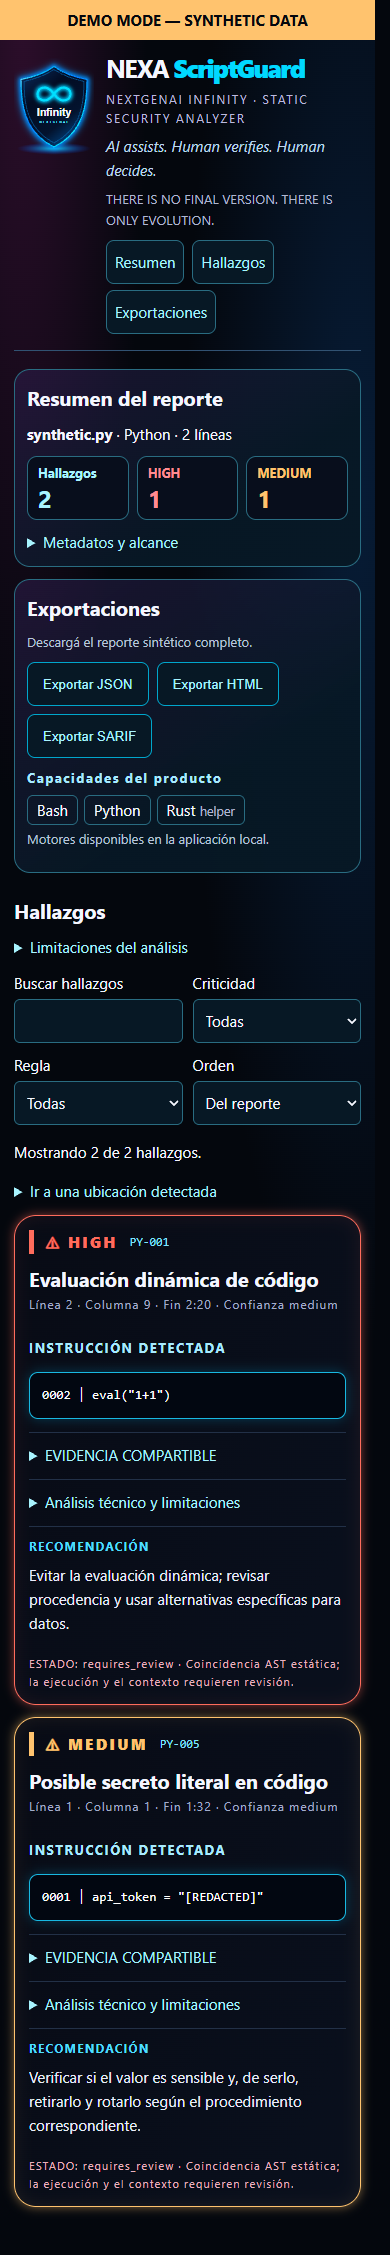 DEMO MODE — SYNTHETIC DATA
Infinity
NEXA ScriptGuard
NEXTGENAI INFINITY · STATIC
SECURITY ANALYZER
AI assists. Human verifies. Human
decides.
THERE IS NO FINAL VERSION. THERE IS
ONLY EVOLUTION.
Resumen
Hallazgos
Exportaciones
Resumen del reporte
synthetic.py · Python · 2 líneas
Hallazgos
2
HIGH
1
MEDIUM
1
▶ Metadatos y alcance
Exportaciones
Descargá el reporte sintético completo.
Exportar JSON
Exportar HTML
Exportar SARIF
Capacidades del producto
Bash
Python
Rust helper
Motores disponibles en la aplicación local.
Hallazgos
▶ Limitaciones del análisis
Buscar hallazgos
Criticidad
Todas
Regla
Todas
Orden
Del reporte
Mostrando 2 de 2 hallazgos.
▶ Ir a una ubicación detectada
⚠ HIGH PY-001
Evaluación dinámica de código
Línea 2 · Columna 9 · Fin 2:20 · Confianza medium
INSTRUCCIÓN DETECTADA
0002 │ eval("1+1")
▶ EVIDENCIA COMPARTIBLE
▶ Análisis técnico y limitaciones
RECOMENDACIÓN
Evitar la evaluación dinámica; revisar
procedencia y usar alternativas específicas para
datos.
ESTADO: requires_review · Coincidencia AST estática;
la ejecución y el contexto requieren revisión.
⚠ MEDIUM PY-005
Posible secreto literal en código
Línea 1 · Columna 1 · Fin 1:32 · Confianza medium
INSTRUCCIÓN DETECTADA
0001 │ api_token = "[REDACTED]"
▶ EVIDENCIA COMPARTIBLE
▶ Análisis técnico y limitaciones
RECOMENDACIÓN
Verificar si el valor es sensible y, de serlo,
retirarlo y rotarlo según el procedimiento
correspondiente.
ESTADO: requires_review · Coincidencia AST estática;
la ejecución y el contexto requieren revisión.